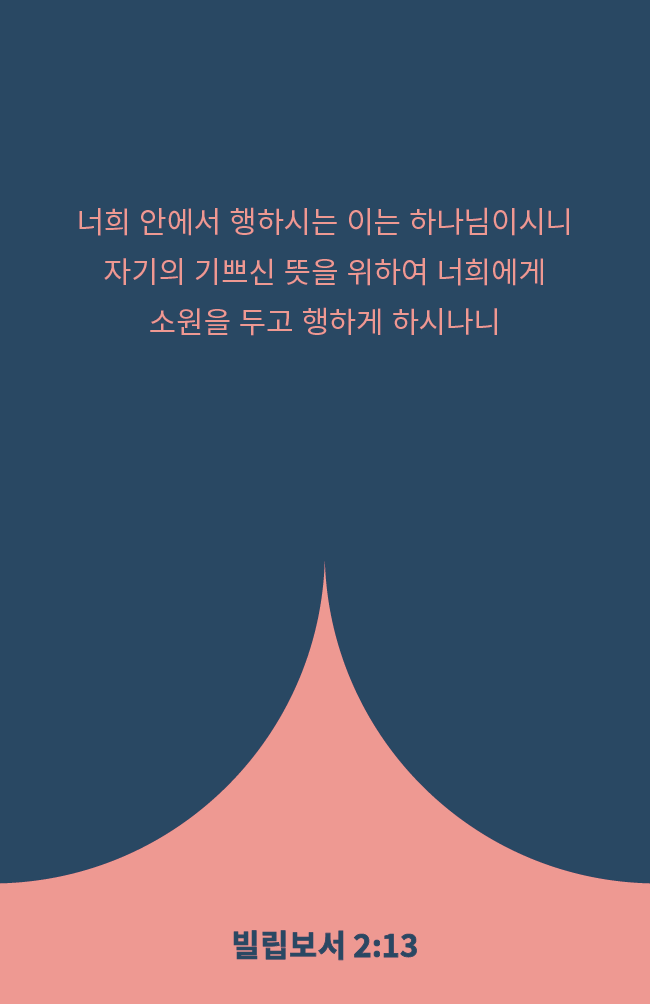 너희 안에서 행하시는 이는 하나님이시니
자기의 기쁘신 뜻을 위하여 너희에게
소원을 두고 행하게 하시나니
빌립보서 2:13